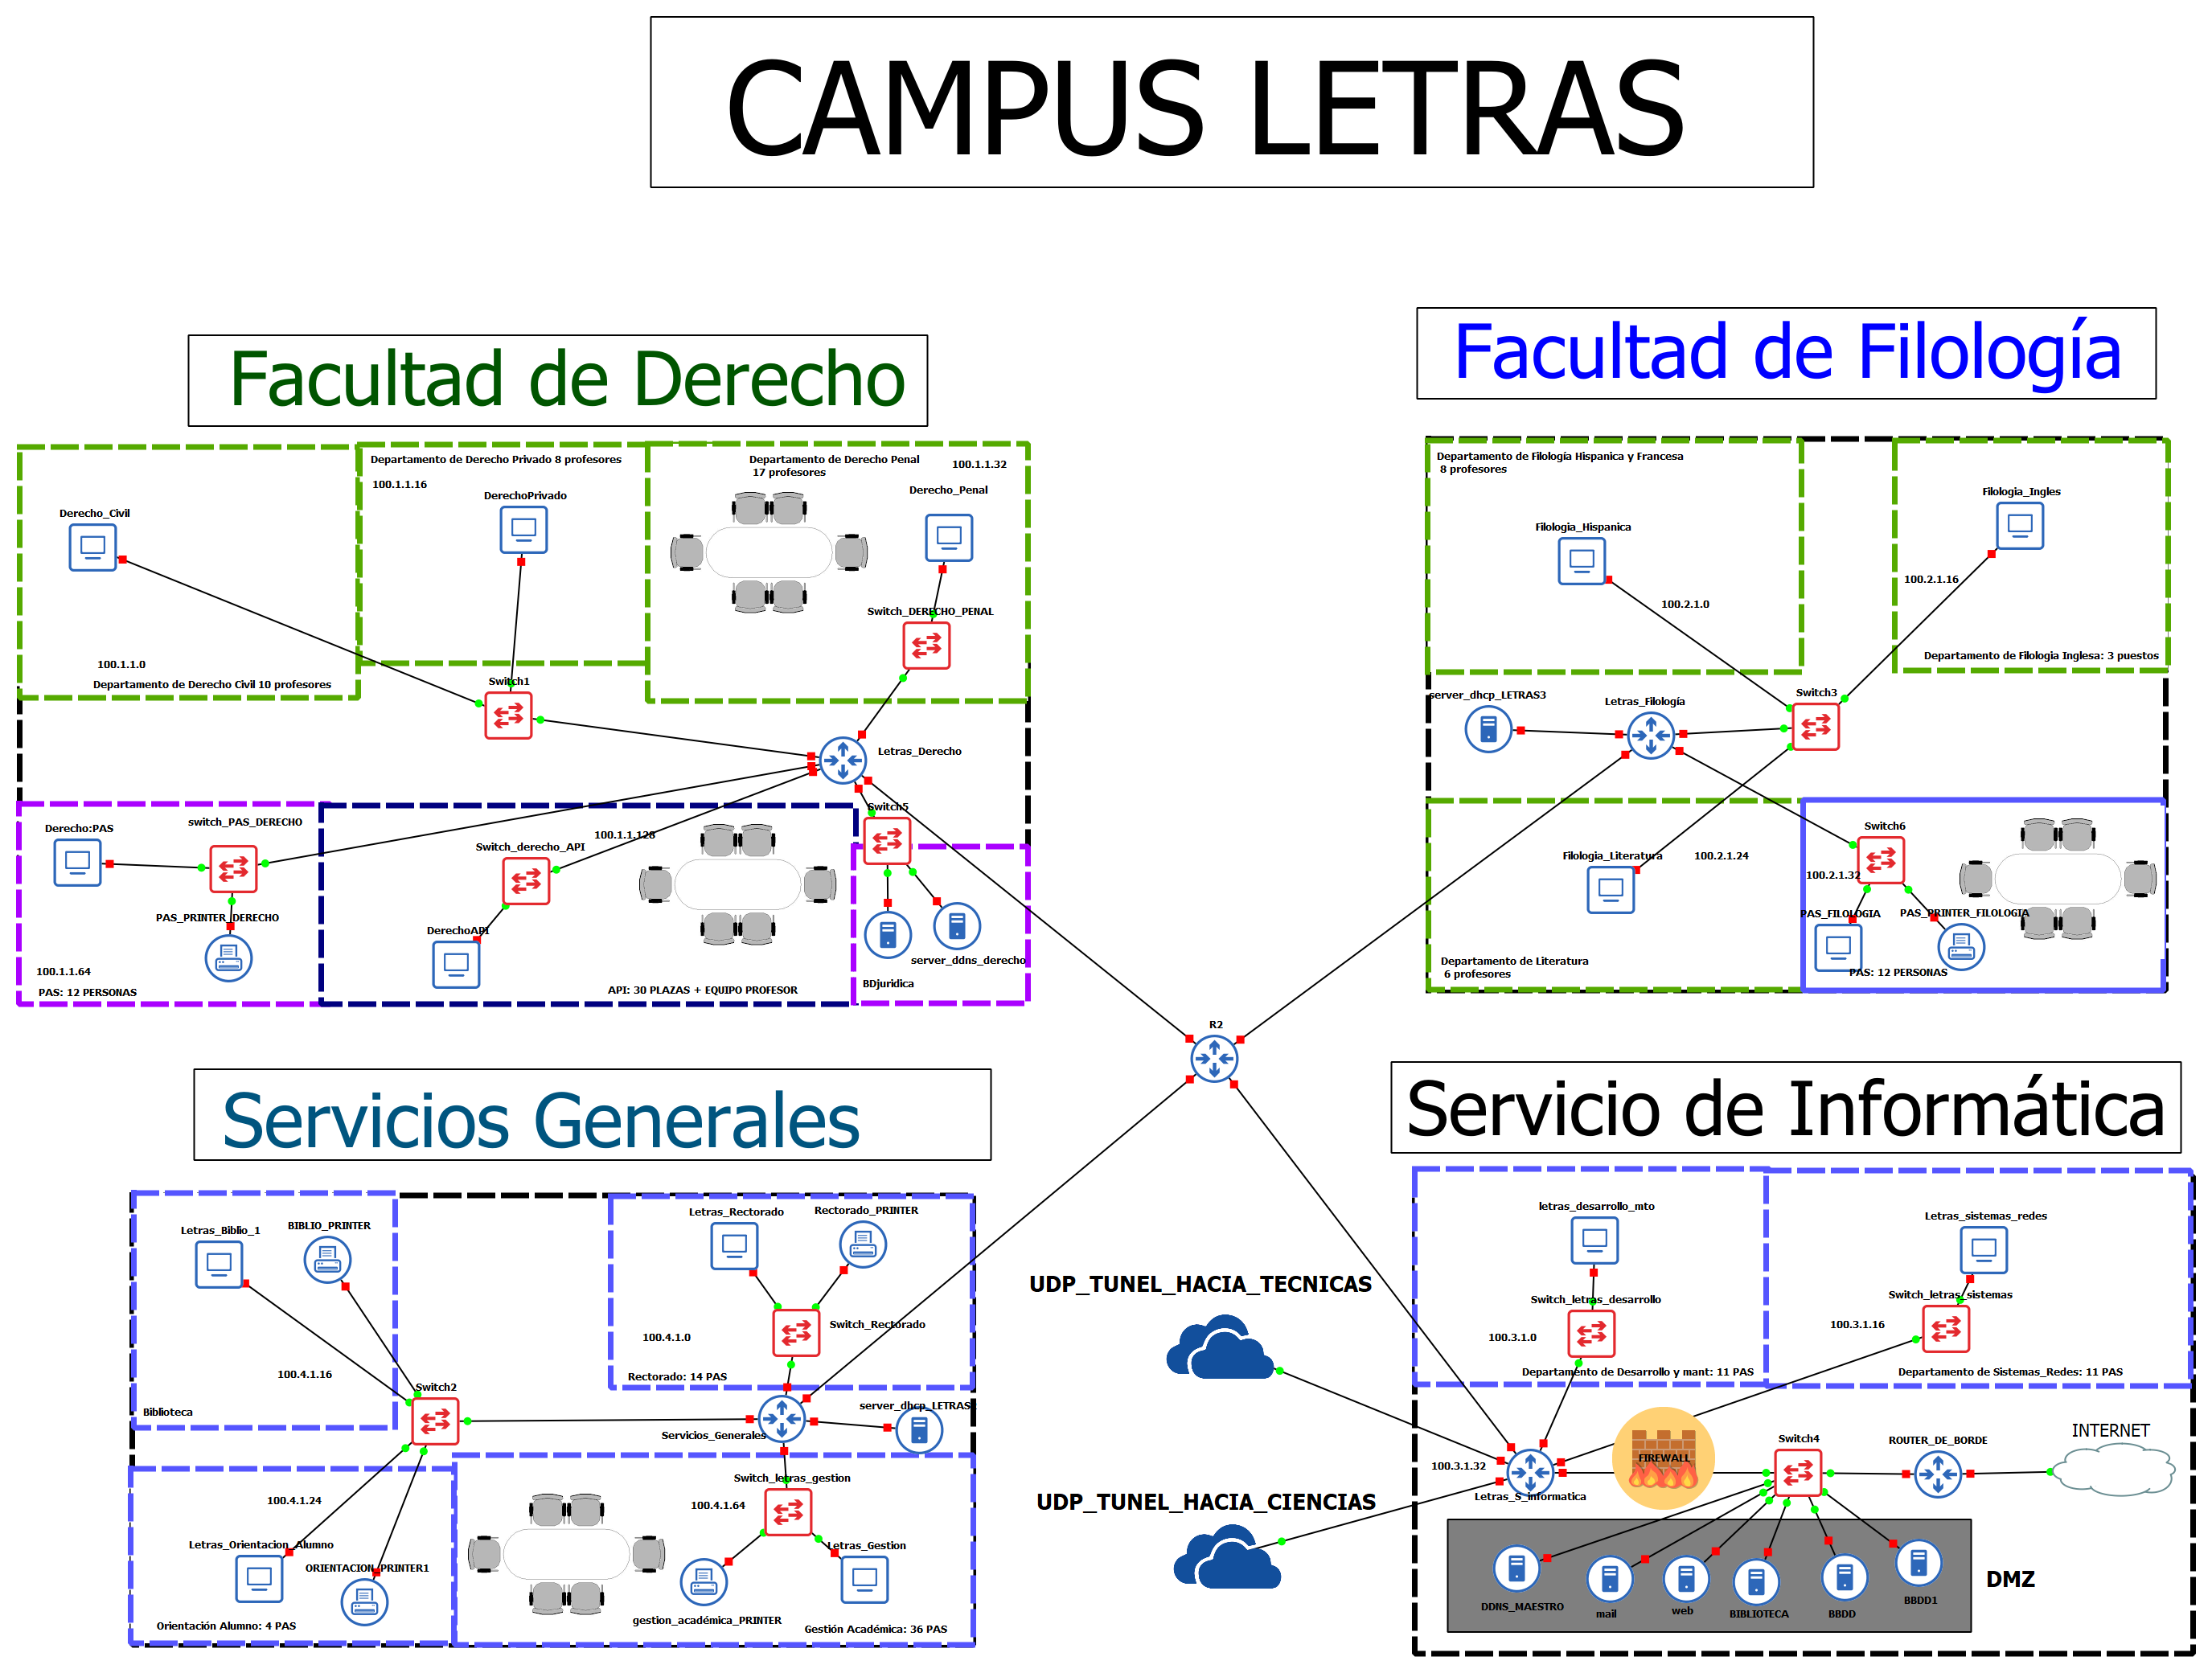 CAMPUS LETRAS
Facultad de Derecho
Departamento de Derecho Privado 8 profesores
100.1.1.16
DerechoPrivado
Departamento de Derecho Penal
17 profesores
100.1.1.32
Derecho_Penal
Derecho_Civil
Switch_DERECHO_PENAL
100.1.1.0
Departamento de Derecho Civil 10 profesores
Switch1
Letras_Derecho
Derecho:PAS
switch_PAS_DERECHO
PAS_PRINTER_DERECHO
100.1.1.64
PAS: 12 PERSONAS
100.1.1.128
Switch_derecho_API
DerechoAPI
API: 30 PLAZAS + EQUIPO PROFESOR
Switch5
server_ddns_derecho
BDjuridica
Facultad de Filología
Departamento de Filología Hispanica y Francesa
8 profesores
Filologia_Hispanica
100.2.1.0
Filologia_Ingles
100.2.1.16
Departamento de Filologia Inglesa: 3 puestos
server_dhcp_LETRAS3
Letras_Filología
Switch3
Filologia_Literatura
100.2.1.24
Departamento de Literatura
6 profesores
Switch6
100.2.1.32
PAS_FILOLOGIA
PAS_PRINTER_FILOLOGIA
PAS: 12 PERSONAS
R2
Servicios Generales
Letras_Biblio_1
BIBLIO_PRINTER
100.4.1.16
Biblioteca
Switch2
Letras_Rectorado
Rectorado_PRINTER
100.4.1.0
Switch_Rectorado
Rectorado: 14 PAS
server_dhcp_LETRAS
Servicios_Generales
100.4.1.24
Letras_Orientacion_Alumno
ORIENTACION_PRINTER1
Orientación Alumno: 4 PAS
Switch_letras_gestion
100.4.1.64
Letras_Gestion
gestion_académica_PRINTER
Gestión Académica: 36 PAS
UDP_TUNEL_HACIA_TECNICAS
UDP_TUNEL_HACIA_CIENCIAS
Servicio de Informática
letras_desarrollo_mto
Switch_letras_desarrollo
100.3.1.0
Departamento de Desarrollo y mant: 11 PAS
Letras_sistemas_redes
Switch_letras_sistemas
100.3.1.16
Departamento de Sistemas_Redes: 11 PAS
100.3.1.32
Letras_S_informatica
FIREWALL
Switch4
ROUTER_DE_BORDE
INTERNET
DDNS_MAESTRO
mail
web
BIBLIOTECA
BBDD
BBDD1
DMZ